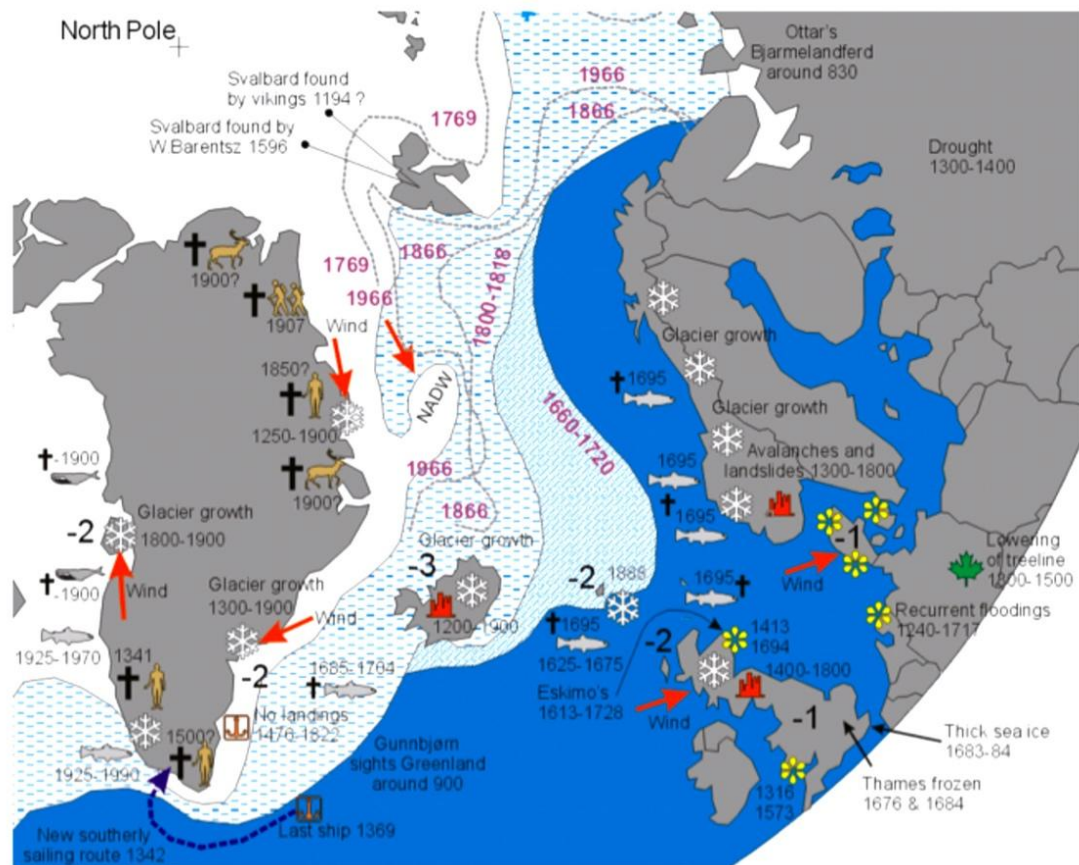 North Pole
Ottar's
Bjarmelandferd
around 830
Svalbard found
by vikings 1194 ?
Svalbard found by
W.Barentsz 1596
1769
1966
1866
Drought
1300-1400
1900?
1907
Wind
1769
1866
1966
1800-1818
NADW
1850?
1250-1900
1900?
Glacier growth
Glacier growth
1695
1660-1720
Avalanches and
landslides 1300-1800
1695
1695
-1900
-2
Glacier growth
1800-1900
-1900
Wind
1966
1866
Glacier growth
-3
1200-1900
-2
1695
-1
Wind
Lowering
of treeline
1300-1500
Recurrent floodings
1240-1717
Glacier growth
1300-1900
Wind
-2
1925-1970
1341
1695
1625-1675
Eskimo's
1613-1728
-2
Wind
1413
1694
1400-1800
-1
No landings
1500?
1925-1990
Gunnbjørn
sights Greenland
around 900
Thick sea ice
1683-84
Thames frozen
1676 & 1684
1316
1573
New southerly
sailing route 1342
Last ship 1369